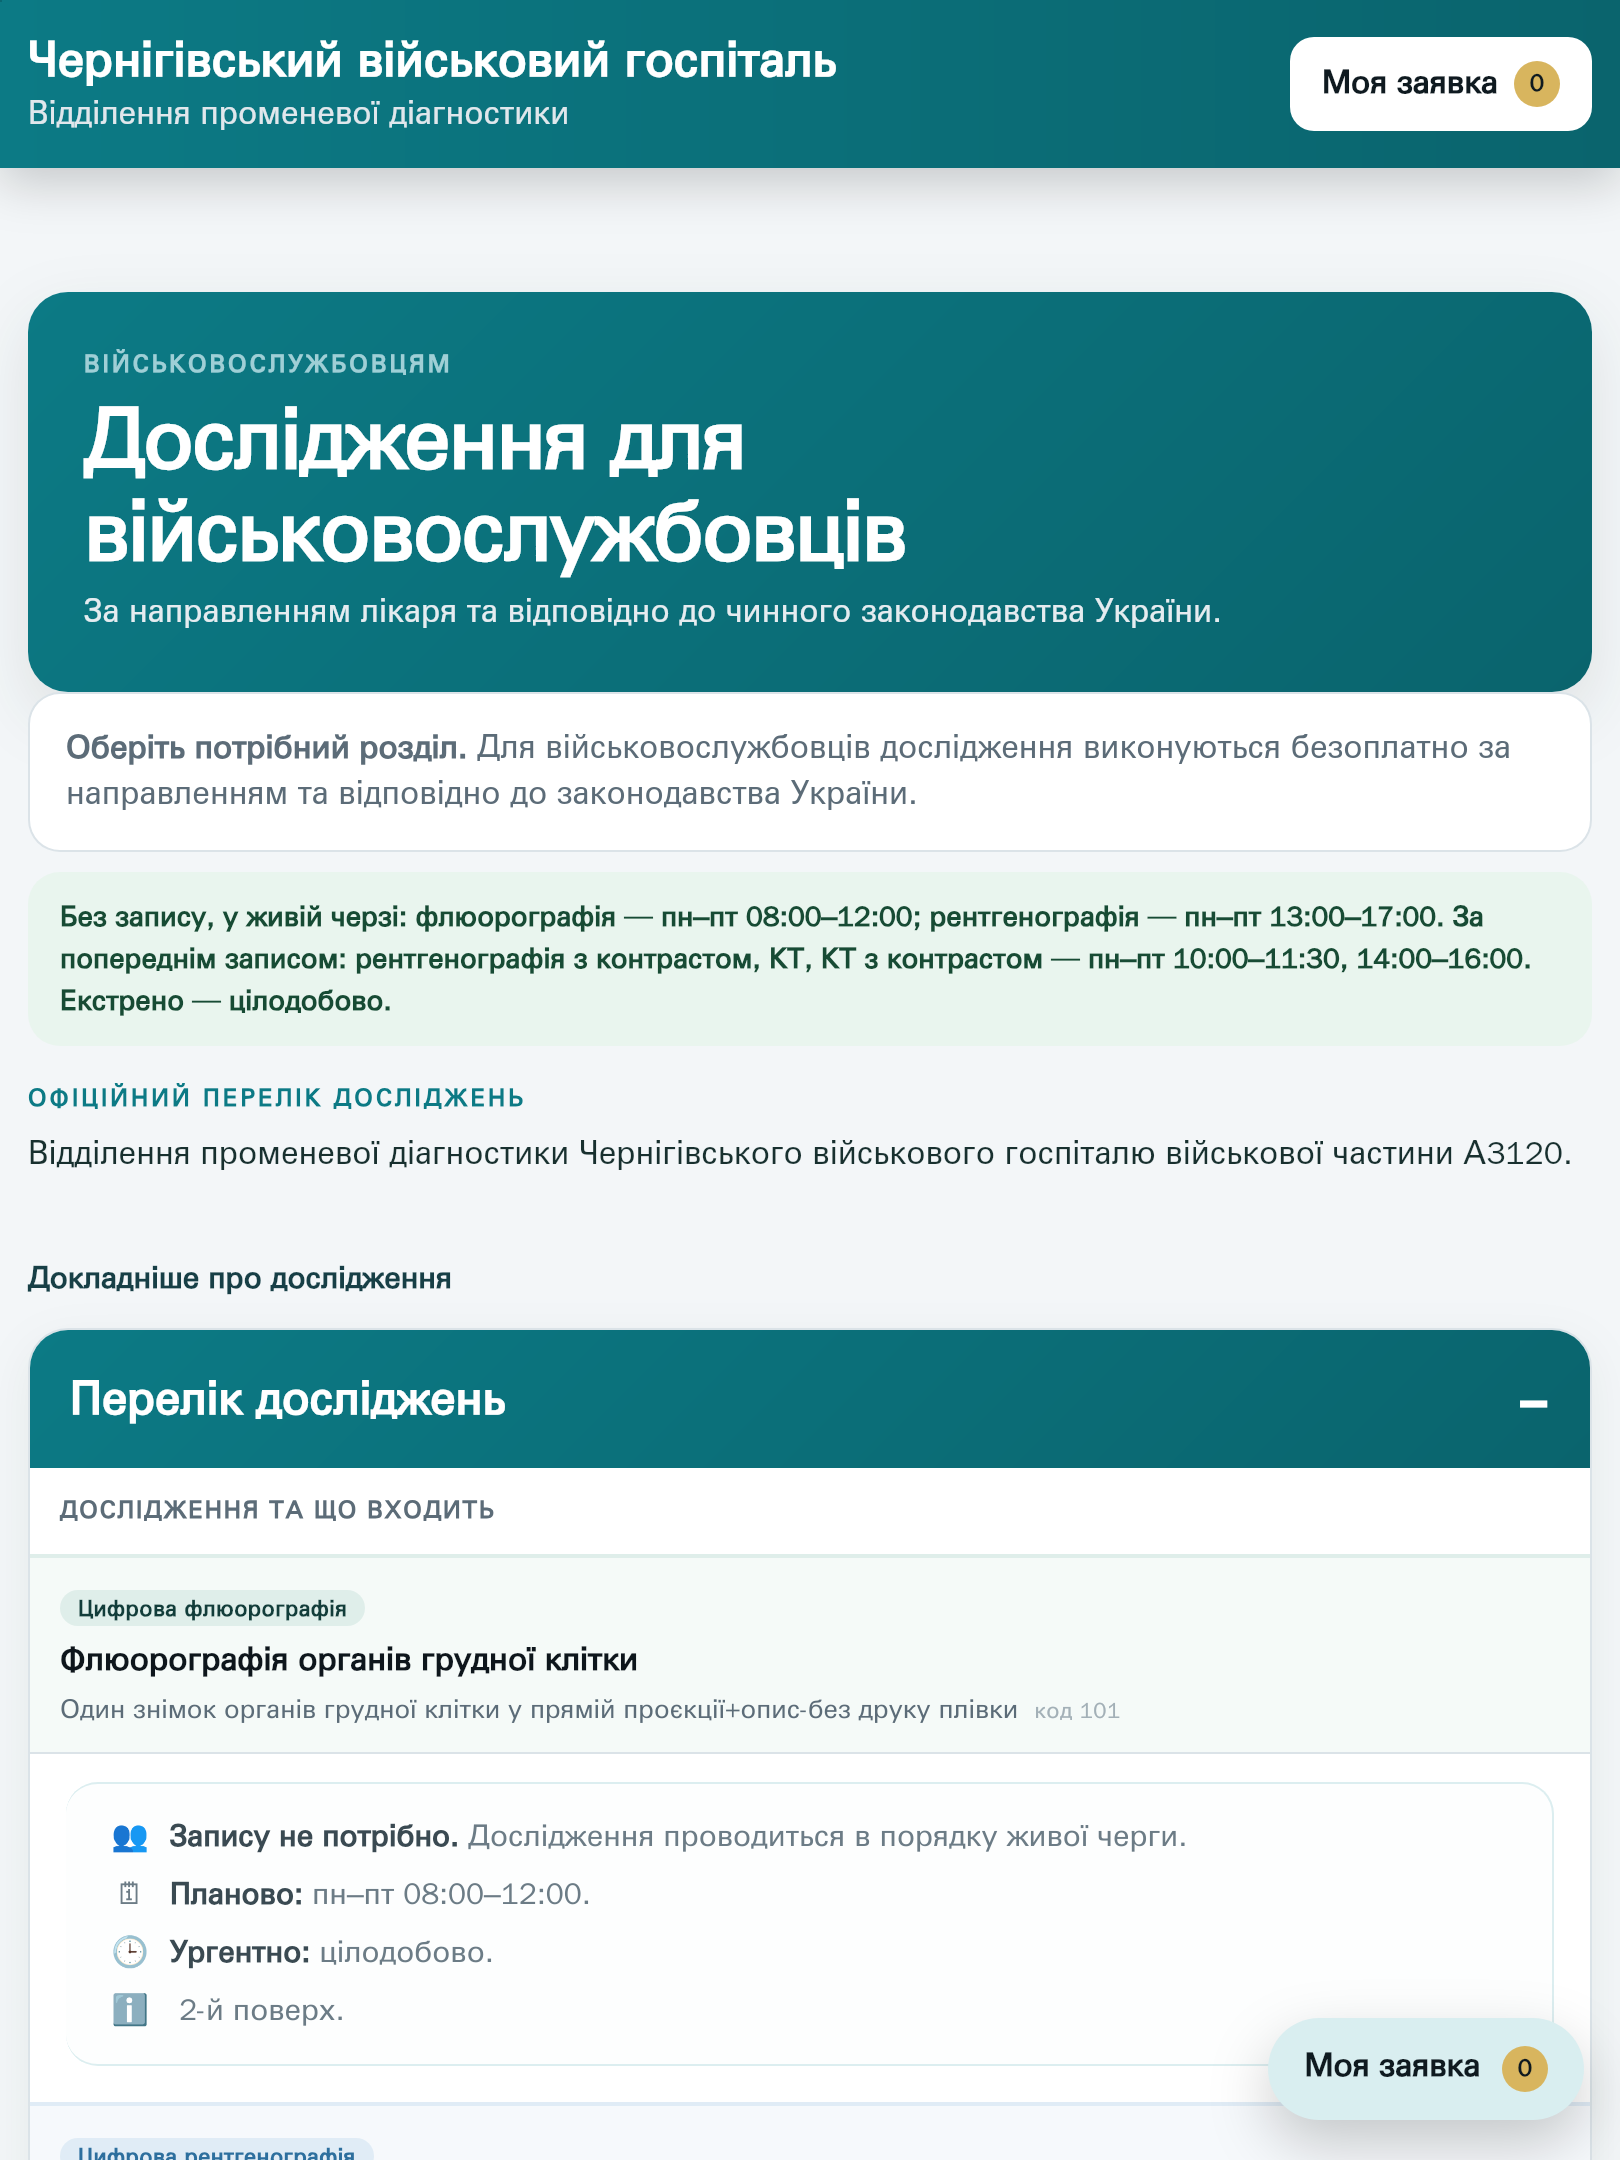 Чернігівський військовий госпіталь
Відділення променевої діагностики
Моя заявка 0
ВІЙСЬКОВОСЛУЖБОВЦЯМ
Дослідження для
військовослужбовців
За направленням лікаря та відповідно до чинного законодавства України.
Оберіть потрібний розділ. Для військовослужбовців дослідження виконуються безоплатно за
направленням та відповідно до законодавства України.
Без запису, у живій черзі: флюорографія — пн–пт 08:00–12:00; рентгенографія — пн–пт 13:00–17:00. За
попереднім записом: рентгенографія з контрастом, КТ, КТ з контрастом — пн–пт 10:00–11:30, 14:00–16:00.
Екстрено — цілодобово.
ОФІЦІЙНИЙ ПЕРЕЛІК ДОСЛІДЖЕНЬ
Відділення променевої діагностики Чернігівського військового госпіталю військової частини А3120.
Докладніше про дослідження
Перелік досліджень –
ДОСЛІДЖЕННЯ ТА ЩО ВХОДИТЬ
Цифрова флюорографія
Флюорографія органів грудної клітки
Один знімок органів грудної клітки у прямій проєкції+опис-без друку плівки код 101
Запису не потрібно. Дослідження проводиться в порядку живої черги.
Планово: пн–пт 08:00–12:00.
Ургентно: цілодобово.
2-й поверх.
Моя заявка 0
Цифрова рентгенографія